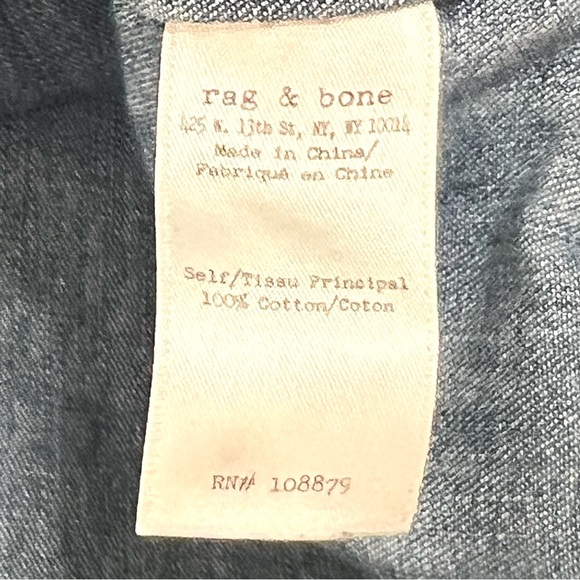 rag & bone
425 W. 13th St, NY, NY 10014
Made in China/
Fabriqué en Chine
Self/Tissu Principal
100% Cotton/Coton
RN# 108879